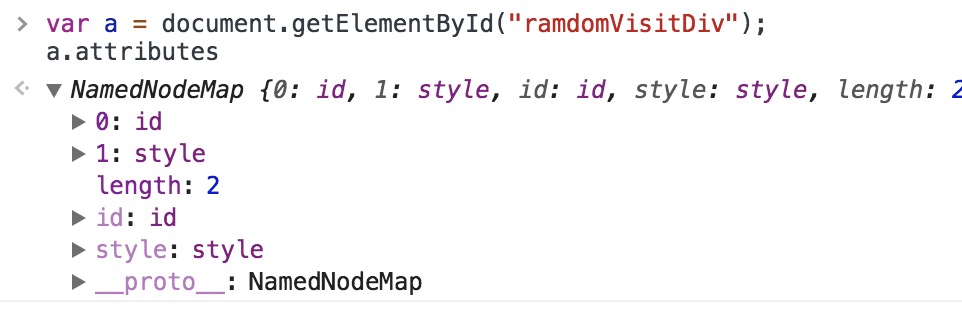 > var a = document.getElementById("ramdomVisitDiv");
a.attributes
<· ▼ NamedNodeMap {0: id, 1: style, id: id, style: style, length: 2
▶ 0: id
▶ 1: style
length: 2
▶ id: id
▶ style: style
▶ __proto__: NamedNodeMap